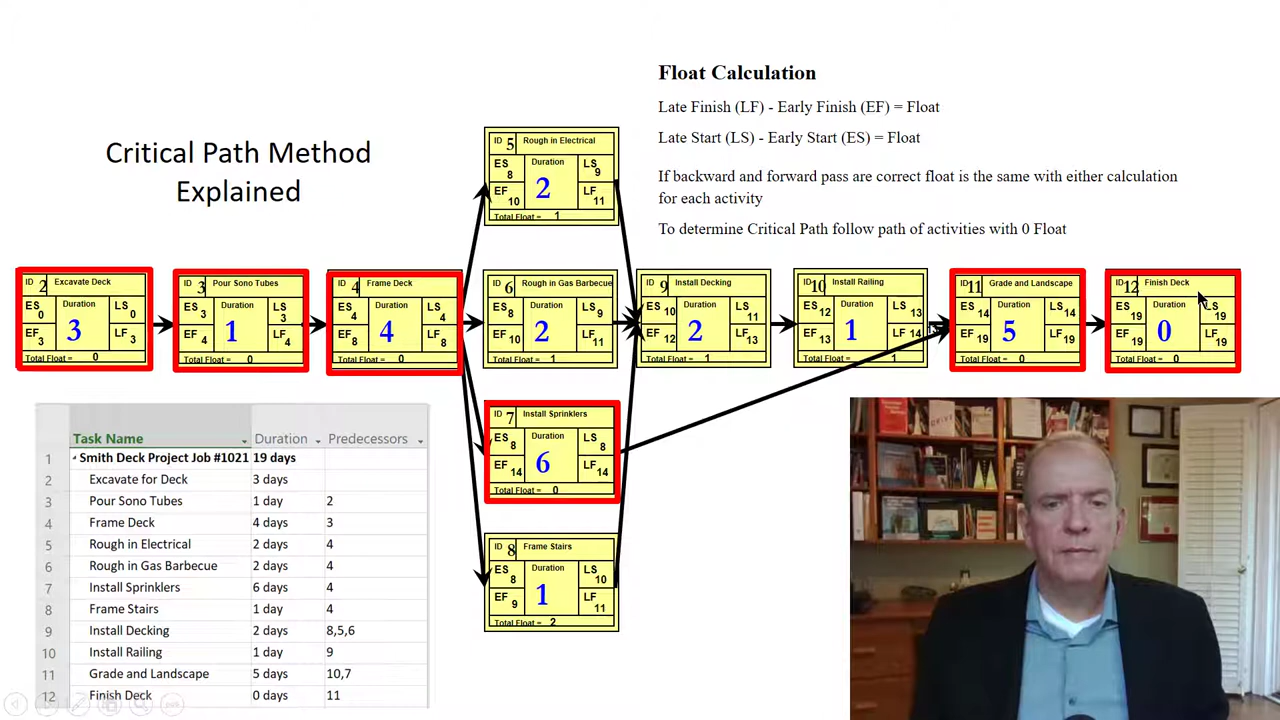 Critical Path Method
Explained
Float Calculation
Late Finish (LF) - Early Finish (EF) = Float
Late Start (LS) - Early Start (ES) = Float
If backward and forward pass are correct float is the same with either calculation
for each activity
To determine Critical Path follow path of activities with 0 Float
ID 5 Rough in Electrical
ES 8 Duration 2 LS 9
EF 10 LF 11
Total Float = 1
ID 2 Excavate Deck
ES 0 Duration 3 LS 0
EF 3 LF 3
Total Float = 0
ID 3 Pour Sono Tubes
ES 3 Duration 1 LS 3
EF 4 LF 4
Total Float = 0
ID 4 Frame Deck
ES 4 Duration 4 LS 4
EF 8 LF 8
Total Float = 0
ID 6 Rough in Gas Barbecue
ES 8 Duration 2 LS 9
EF 10 LF 11
Total Float = 1
ID 9 Install Decking
ES 10 Duration 2 LS 11
EF 12 LF 13
Total Float = 1
ID 10 Install Railing
ES 12 Duration 1 LS 13
EF 13 LF 14
Total Float = 1
ID 11 Grade and Landscape
ES 14 Duration 5 LS 14
EF 19 LF 19
Total Float = 0
ID 12 Finish Deck
ES 19 Duration 0 LS 19
EF 19 LF 19
Total Float = 0
ID 7 Install Sprinklers
ES 8 Duration 6 LS 8
EF 14 LF 14
Total Float = 0
ID 8 Frame Stairs
ES 8 Duration 1 LS 10
EF 9 LF 11
Total Float = 2
Task Name Duration Predecessors
1 Smith Deck Project Job #1021 19 days
2 Excavate for Deck 3 days
3 Pour Sono Tubes 1 day 2
4 Frame Deck 4 days 3
5 Rough in Electrical 2 days 4
6 Rough in Gas Barbecue 2 days 4
7 Install Sprinklers 6 days 4
8 Frame Stairs 1 day 4
9 Install Decking 2 days 8,5,6
10 Install Railing 1 day 9
11 Grade and Landscape 5 days 10,7
12 Finish Deck 0 days 11